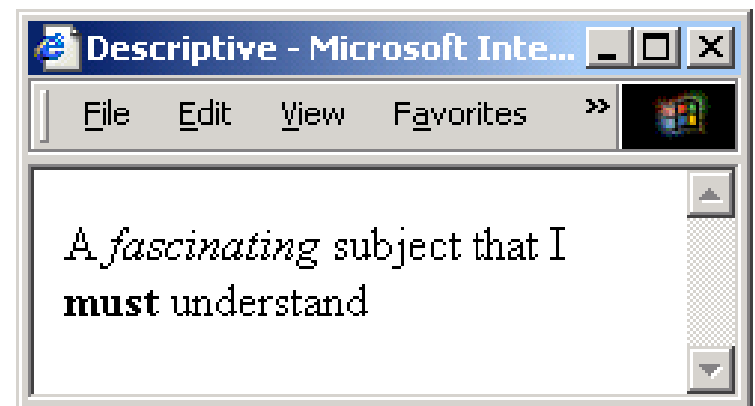 Descriptive - Microsoft Inte...
File Edit View Favorites »
A fascinating subject that I
must understand